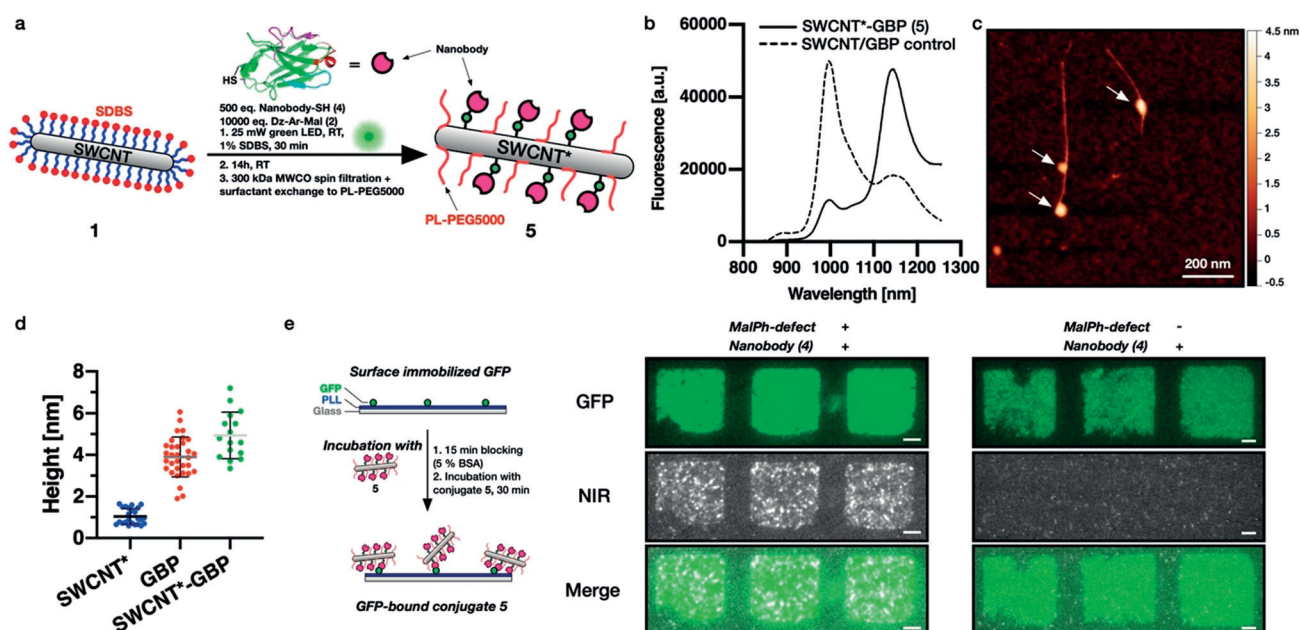 a
HS
=
Nanobody
SDBS
SWCNT
1
500 eq. Nanobody-SH (4)
10000 eq. Dz-Ar-Mal (2)
1. 25 mW green LED, RT,
1% SDBS, 30 min
2. 14h, RT
3. 300 kDa MWCO spin filtration +
surfactant exchange to PL-PEG5000
SWCNT*
PL-PEG5000
5
b
60000
40000
20000
0
Fluorescence [a.u.]
SWCNT*-GBP (5)
SWCNT/GBP control
800 900 1000 1100 1200 1300
Wavelength [nm]
c
200 nm
4.5 nm
4
3.5
3
2.5
2
1.5
1
0.5
0
-0.5
d
8
6
4
2
0
Height [nm]
SWCNT*
GBP
SWCNT*-GBP
e
Surface immobilized GFP
GFP
PLL
Glass
Incubation with
5
1. 15 min blocking
(5 % BSA)
2. Incubation with
conjugate 5, 30 min
GFP-bound conjugate 5
MalPh-defect +
Nanobody (4) +
MalPh-defect -
Nanobody (4) +
GFP
NIR
Merge